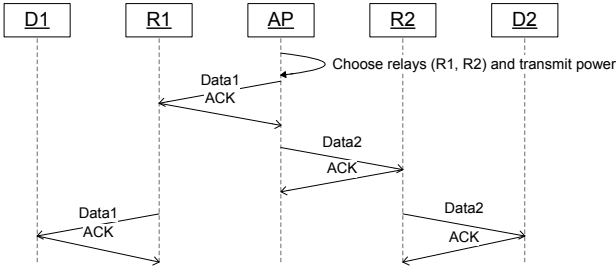 D1 R1 AP R2 D2
Choose relays (R1, R2) and transmit power
Data1
ACK
Data2
ACK
Data1 Data2
ACK ACK